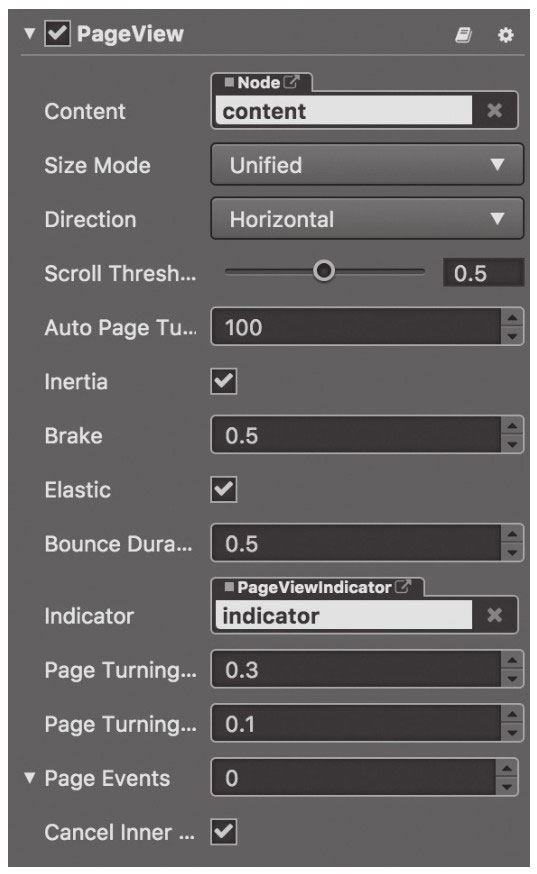 PageView
Node
Content content
Size Mode Unified
Direction Horizontal
Scroll Thresh... 0.5
Auto Page Tu... 100
Inertia
Brake 0.5
Elastic
Bounce Dura... 0.5
PageViewIndicator
Indicator indicator
Page Turning... 0.3
Page Turning... 0.1
Page Events 0
Cancel Inner ...